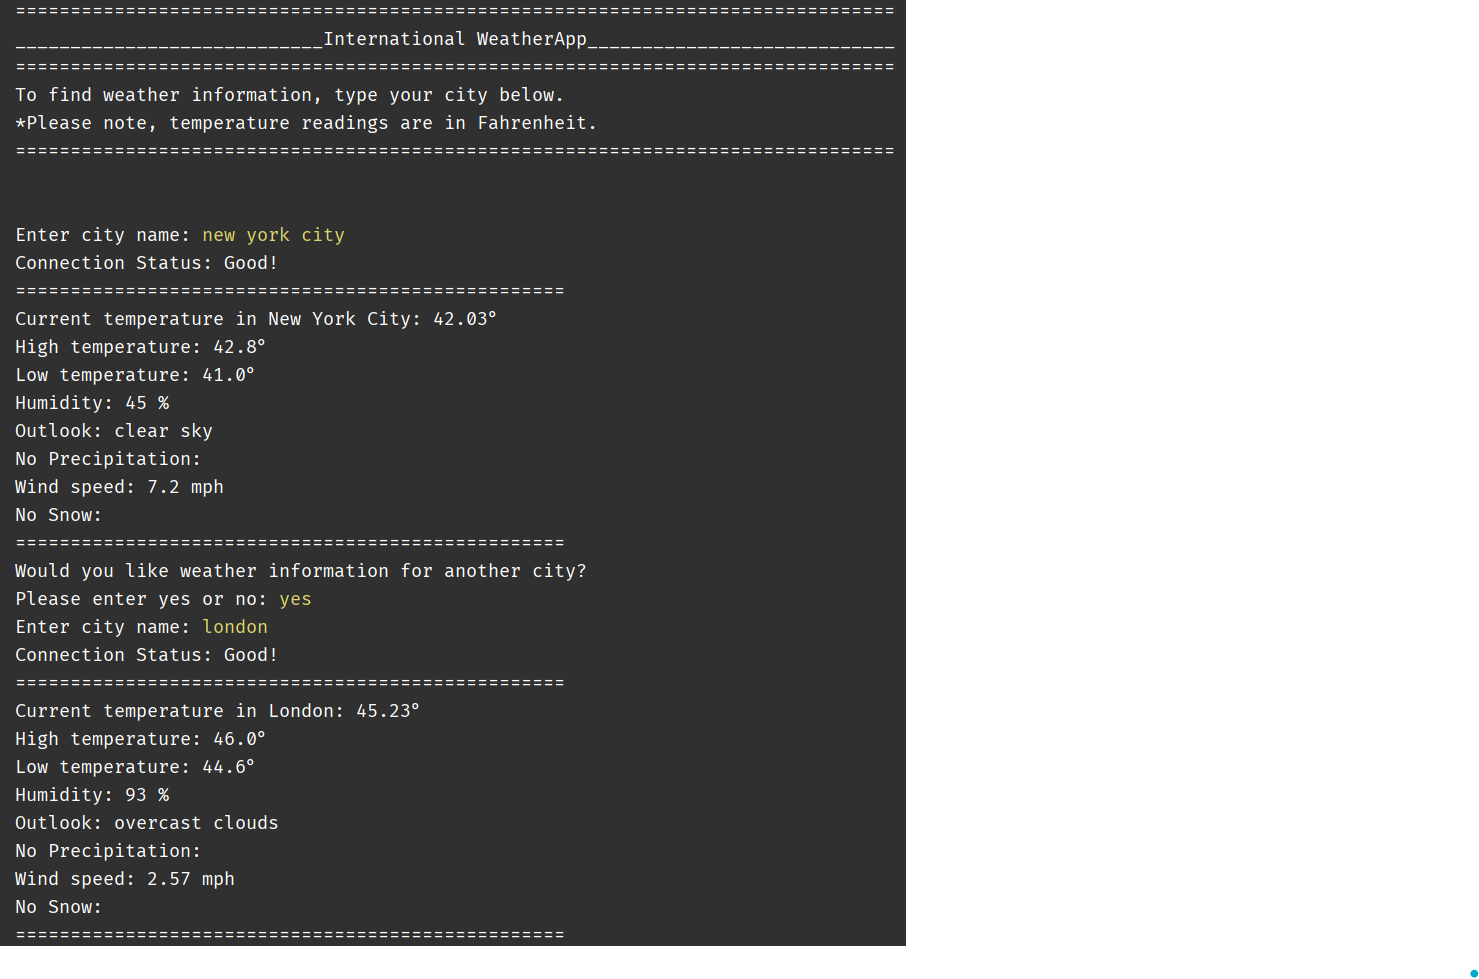 ================================================================================
____________________________International WeatherApp____________________________
================================================================================
To find weather information, type your city below.
*Please note, temperature readings are in Fahrenheit.
================================================================================
Enter city name: new york city
Connection Status: Good!
==================================================
Current temperature in New York City: 42.03°
High temperature: 42.8°
Low temperature: 41.0°
Humidity: 45 %
Outlook: clear sky
No Precipitation:
Wind speed: 7.2 mph
No Snow:
==================================================
Would you like weather information for another city?
Please enter yes or no: yes
Enter city name: london
Connection Status: Good!
==================================================
Current temperature in London: 45.23°
High temperature: 46.0°
Low temperature: 44.6°
Humidity: 93 %
Outlook: overcast clouds
No Precipitation:
Wind speed: 2.57 mph
No Snow:
==================================================